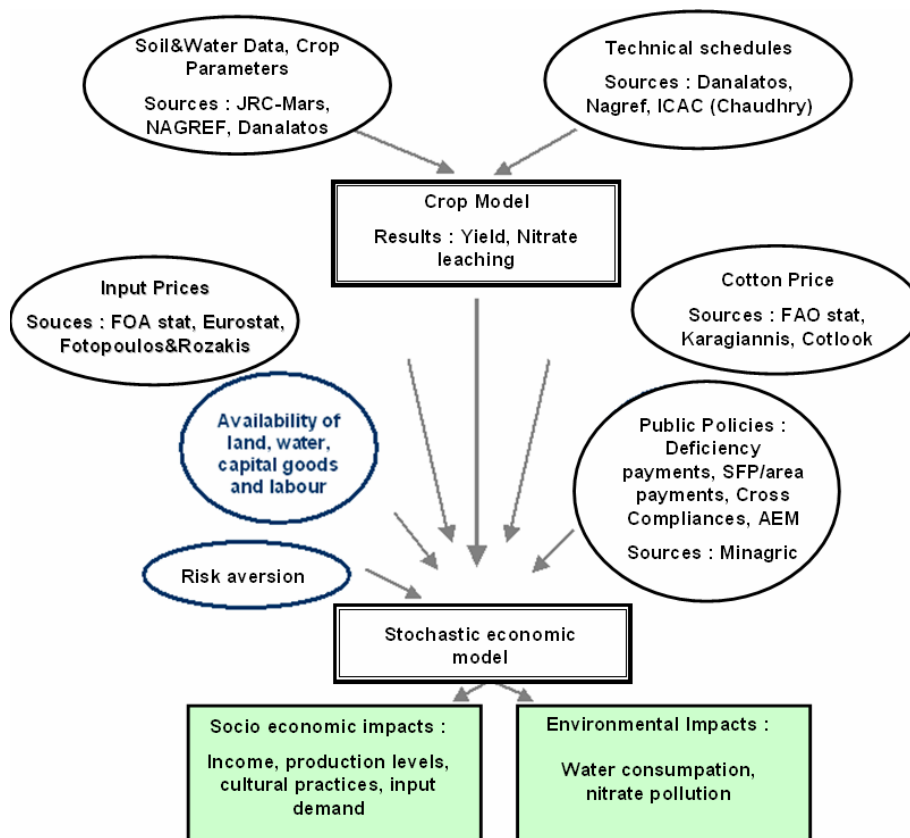 Soil&Water Data, Crop
Parameters
Sources : JRC-Mars,
NAGREF, Danalatos
Technical schedules
Sources : Danalatos,
Nagref, ICAC (Chaudhry)
Crop Model
Results : Yield, Nitrate
leaching
Input Prices
Souces : FOA stat, Eurostat,
Fotopoulos&Rozakis
Cotton Price
Sources : FAO stat,
Karagiannis, Cotlook
Availability of
land, water,
capital goods
and labour
Public Policies :
Deficiency
payments, SFP/area
payments, Cross
Compliances, AEM
Sources : Minagric
Risk aversion
Stochastic economic
model
Socio economic impacts :
Income, production levels,
cultural practices, input
demand
Environmental Impacts :
Water consumpation,
nitrate pollution